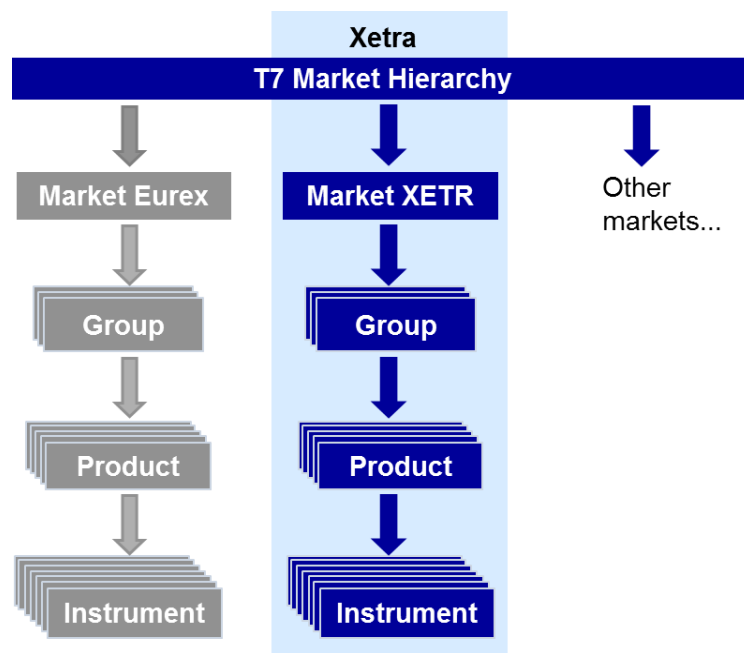 Xetra
T7 Market Hierarchy
Market Eurex
Market XETR
Other
markets...
Group
Group
Product
Product
Instrument
Instrument